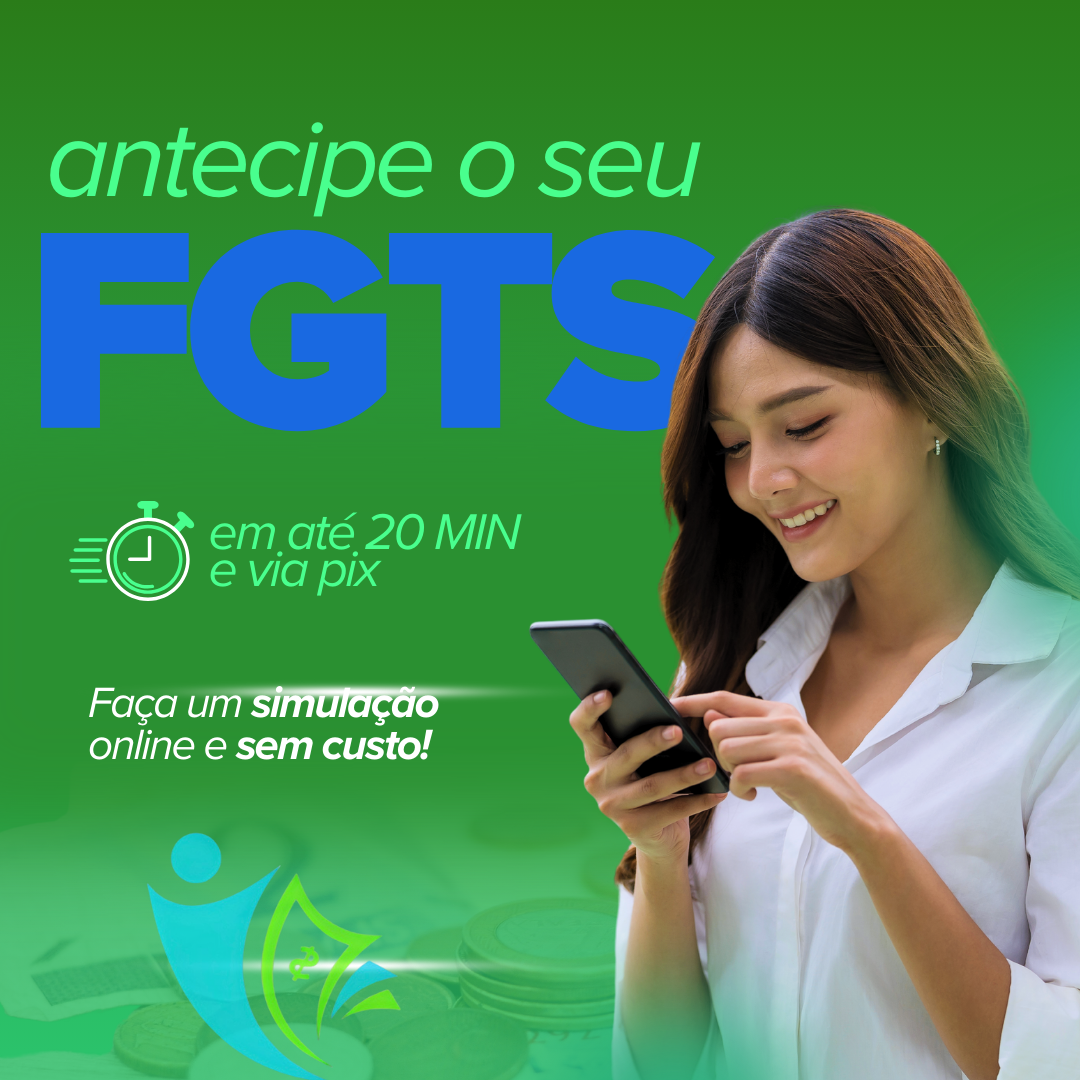 antecipe o seu
FGTS
em até 20 MIN
e via pix
Faça um simulação
online e sem custo!